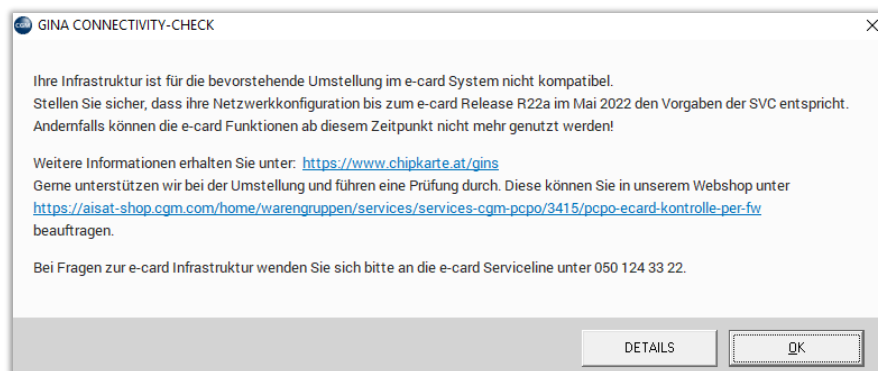 CGM GINA CONNECTIVITY-CHECK
Ihre Infrastruktur ist für die bevorstehende Umstellung im e-card System nicht kompatibel.
Stellen Sie sicher, dass ihre Netzwerkkonfiguration bis zum e-card Release R22a im Mai 2022 den Vorgaben der SVC entspricht.
Andernfalls können die e-card Funktionen ab diesem Zeitpunkt nicht mehr genutzt werden!
Weitere Informationen erhalten Sie unter: https://www.chipkarte.at/gins
Gerne unterstützen wir bei der Umstellung und führen eine Prüfung durch. Diese können Sie in unserem Webshop unter
https://aisat-shop.cgm.com/home/warengruppen/services/services-cgm-pcpo/3415/pcpo-ecard-kontrolle-per-fw
beauftragen.
Bei Fragen zur e-card Infrastruktur wenden Sie sich bitte an die e-card Serviceline unter 050 124 33 22.
DETAILS
OK